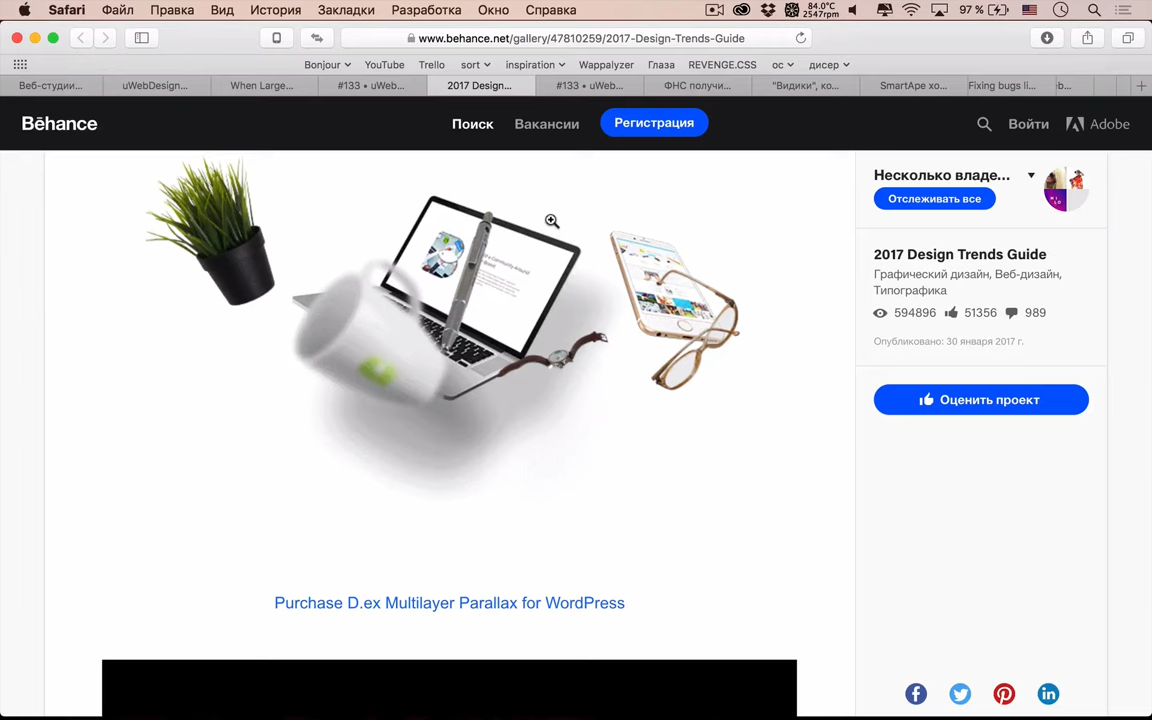 Safari Файл Правка Вид История Закладки Разработка Окно Справка 84.0°C 2547rpm 97 %
www.behance.net/gallery/47810259/2017-Design-Trends-Guide
Bonjour YouTube Trello sort inspiration Wappalyzer Глаза REVENGE.CSS ос дисер
Веб-студии... uWebDesign... When Large... #133 • uWeb... 2017 Design... #133 • uWeb... ФНС получи... "Видики", ко... SmartApe хо... Fixing bugs li...
Bēhance Поиск Вакансии Регистрация Войти Adobe
Несколько владе...
Отслеживать все
2017 Design Trends Guide
Графический дизайн, Веб-дизайн,
Типографика
594896 51356 989
Опубликовано: 30 января 2017 г.
Оценить проект
Purchase D.ex Multilayer Parallax for WordPress